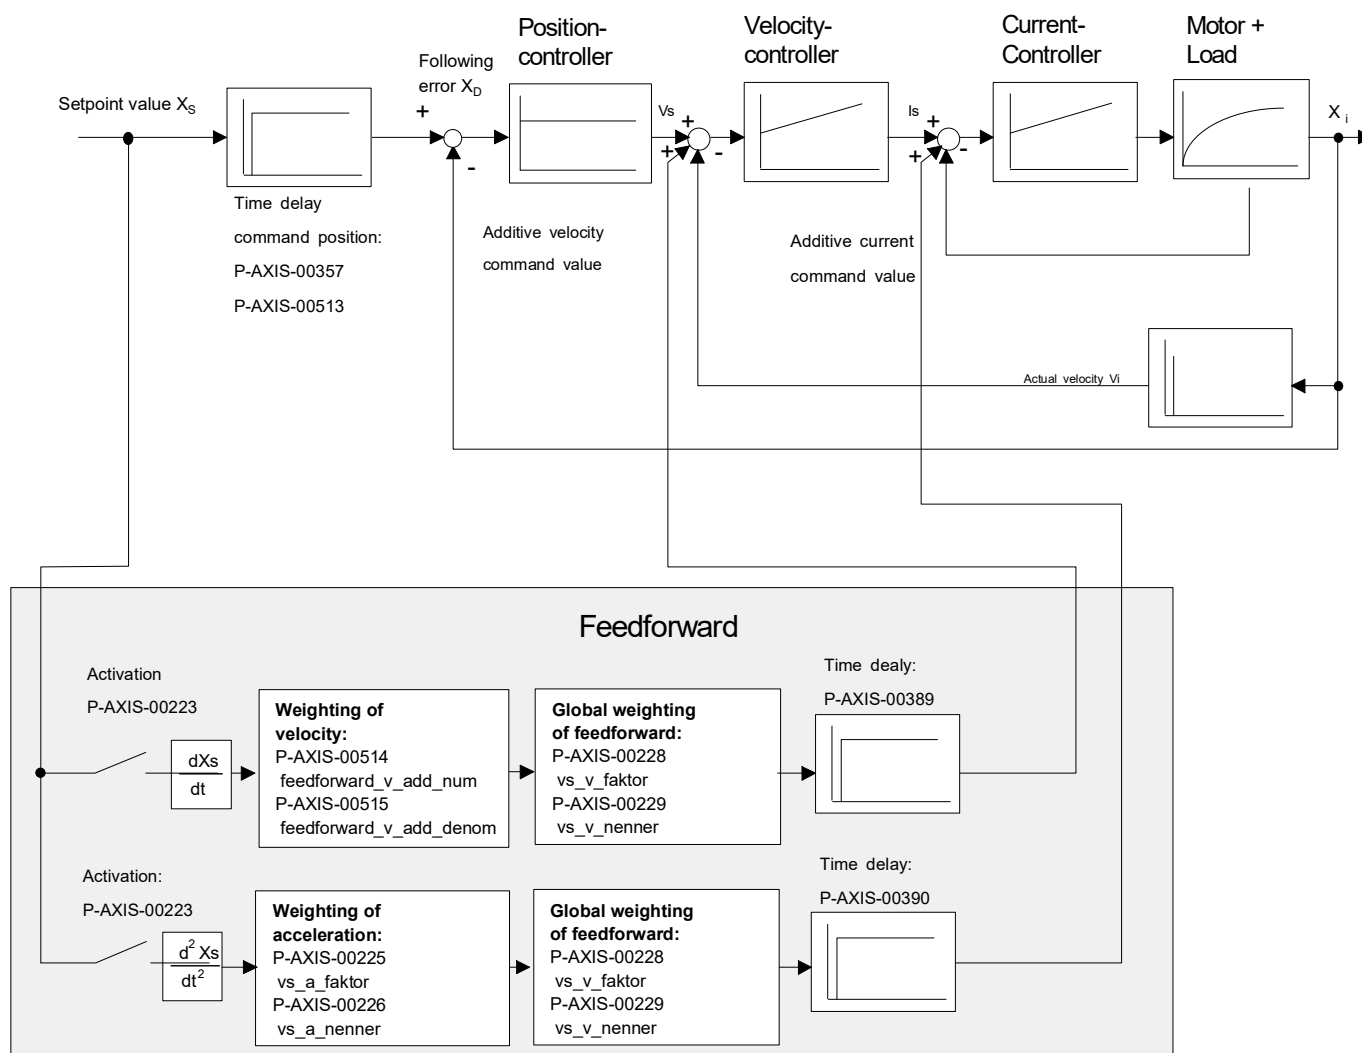 Position-
controller
Velocity-
controller
Current-
Controller
Motor +
Load
Following
error X_D
Setpoint value X_S
+
-
Vs
+
+
-
Is
+
+
-
X i
Time delay
command position:
P-AXIS-00357
P-AXIS-00513
Additive velocity
command value
Additive current
command value
Actual velocity Vi
Feedforward
Activation
P-AXIS-00223
dXs
dt
Weighting of
velocity:
P-AXIS-00514
feedforward_v_add_num
P-AXIS-00515
feedforward_v_add_denom
Global weighting
of feedforward:
P-AXIS-00228
vs_v_faktor
P-AXIS-00229
vs_v_nenner
Time dealy:
P-AXIS-00389
Activation:
P-AXIS-00223
d² Xs
dt²
Weighting of
acceleration:
P-AXIS-00225
vs_a_faktor
P-AXIS-00226
vs_a_nenner
Global weighting
of feedforward:
P-AXIS-00228
vs_v_faktor
P-AXIS-00229
vs_v_nenner
Time delay:
P-AXIS-00390